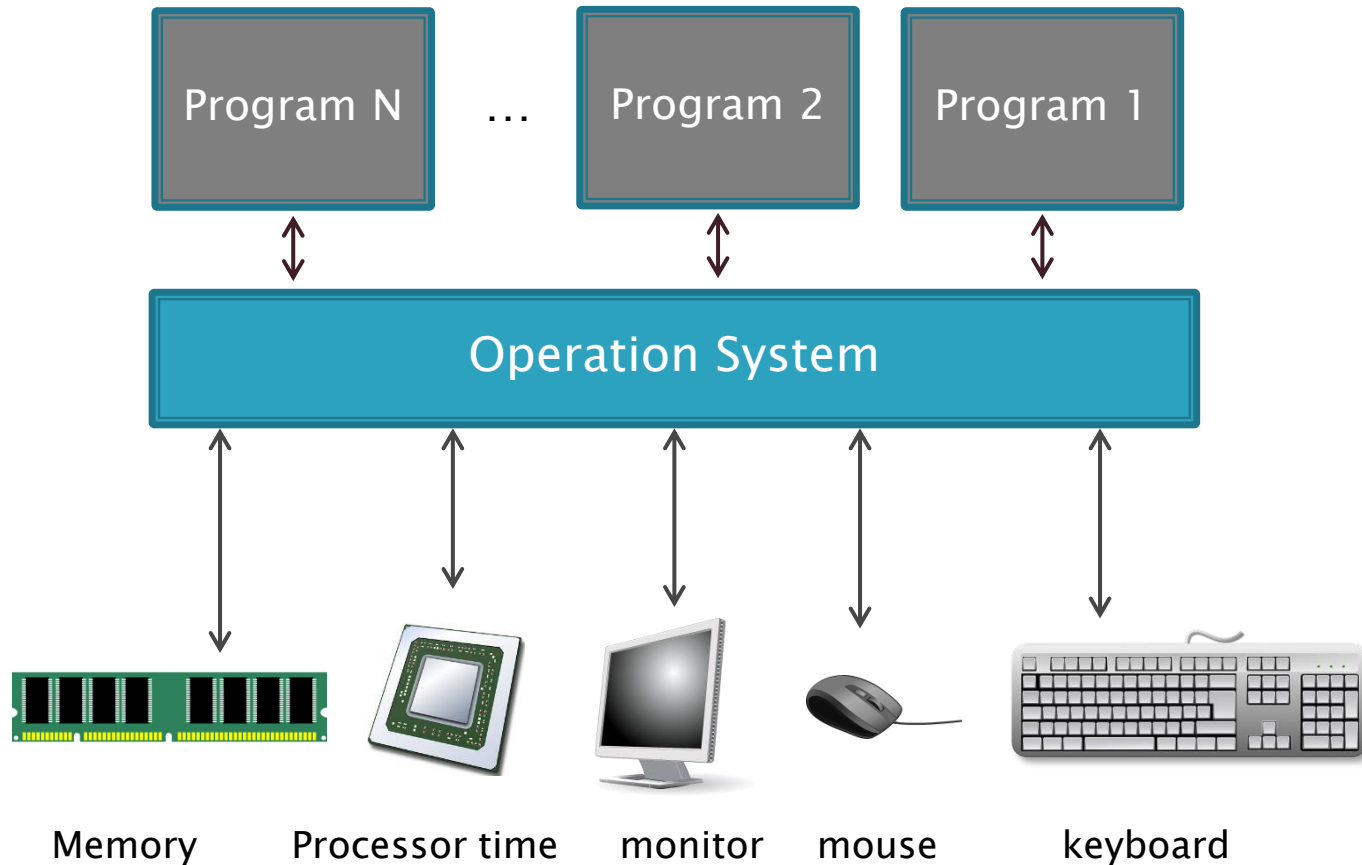 Program N ... Program 2 Program 1
Operation System
Memory Processor time monitor mouse keyboard